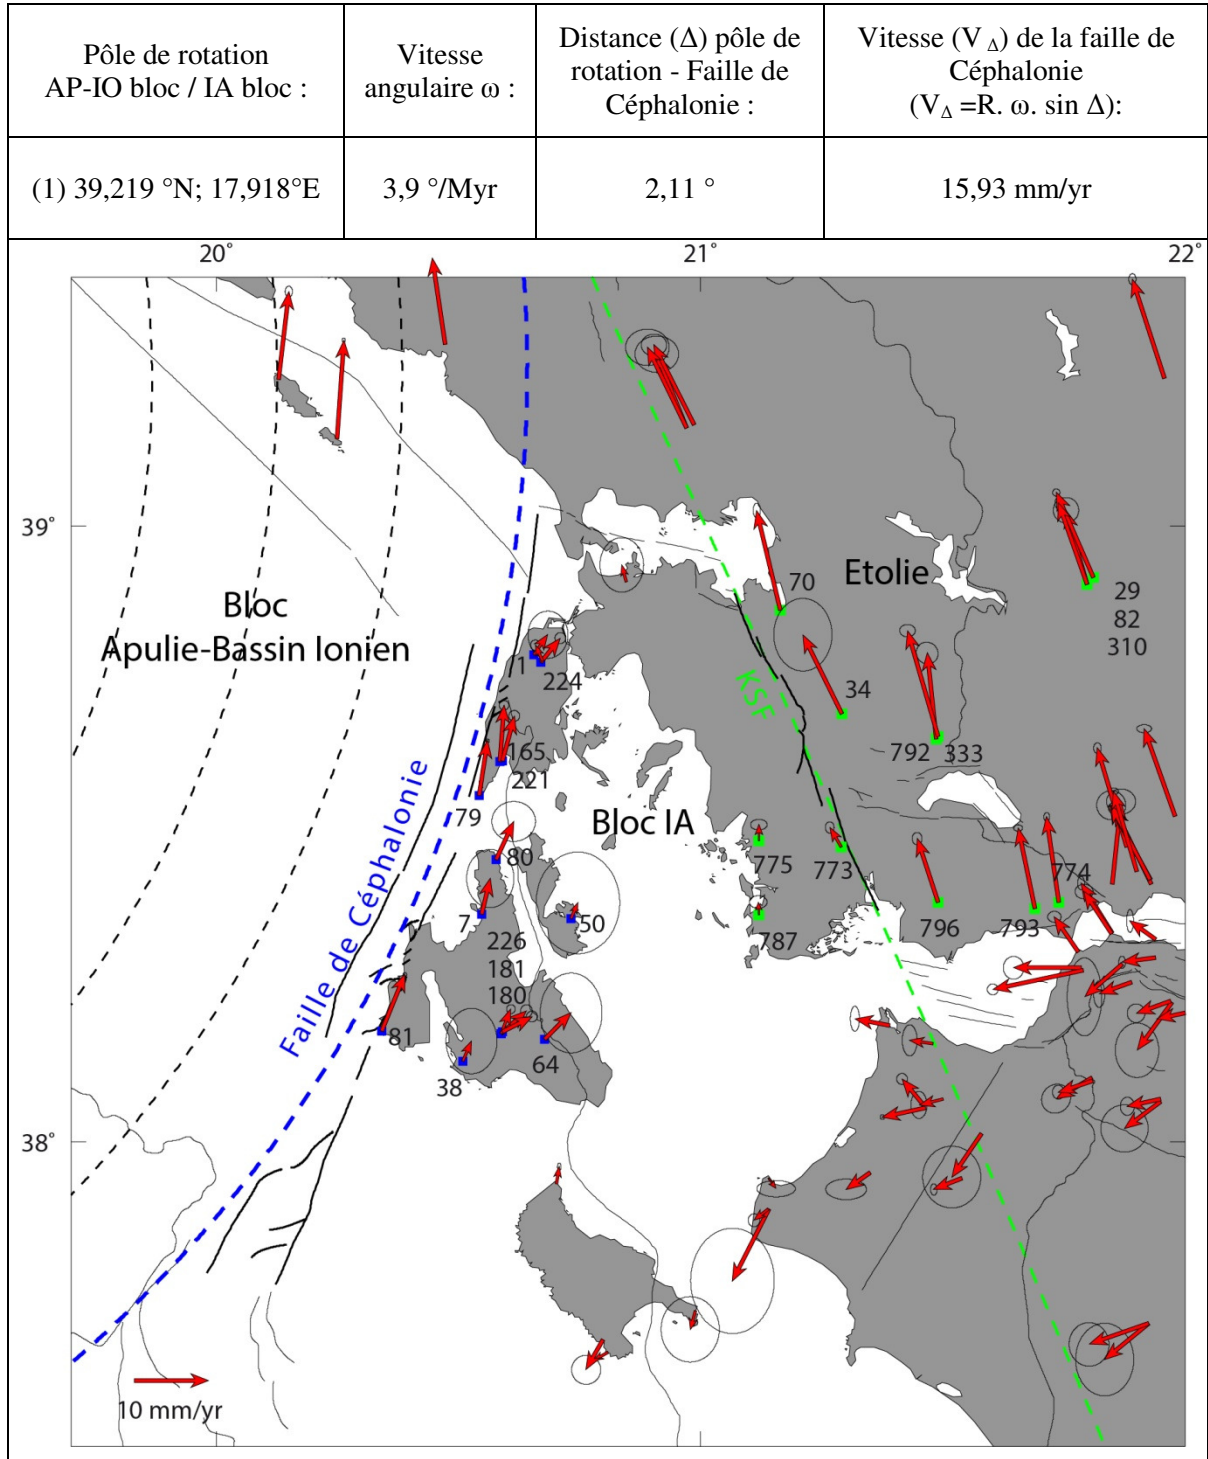 Pôle de rotation
AP-IO bloc / IA bloc :
Vitesse
angulaire ω :
Distance (Δ) pôle de
rotation - Faille de
Céphalonie :
Vitesse (V Δ) de la faille de
Céphalonie
(VΔ =R. ω. sin Δ):
(1) 39,219 °N; 17,918°E
3,9 °/Myr
2,11 °
15,93 mm/yr
20°
21°
22°
39°
38°
Bloc
Apulie-Bassin Ionien
Etolie
Bloc IA
KSF
Faille de Céphalonie
70
29
82
310
34
1
224
792 333
165
221
79
80
775
773
774
7
50
787
796
793
226
181
180
81
64
38
10 mm/yr